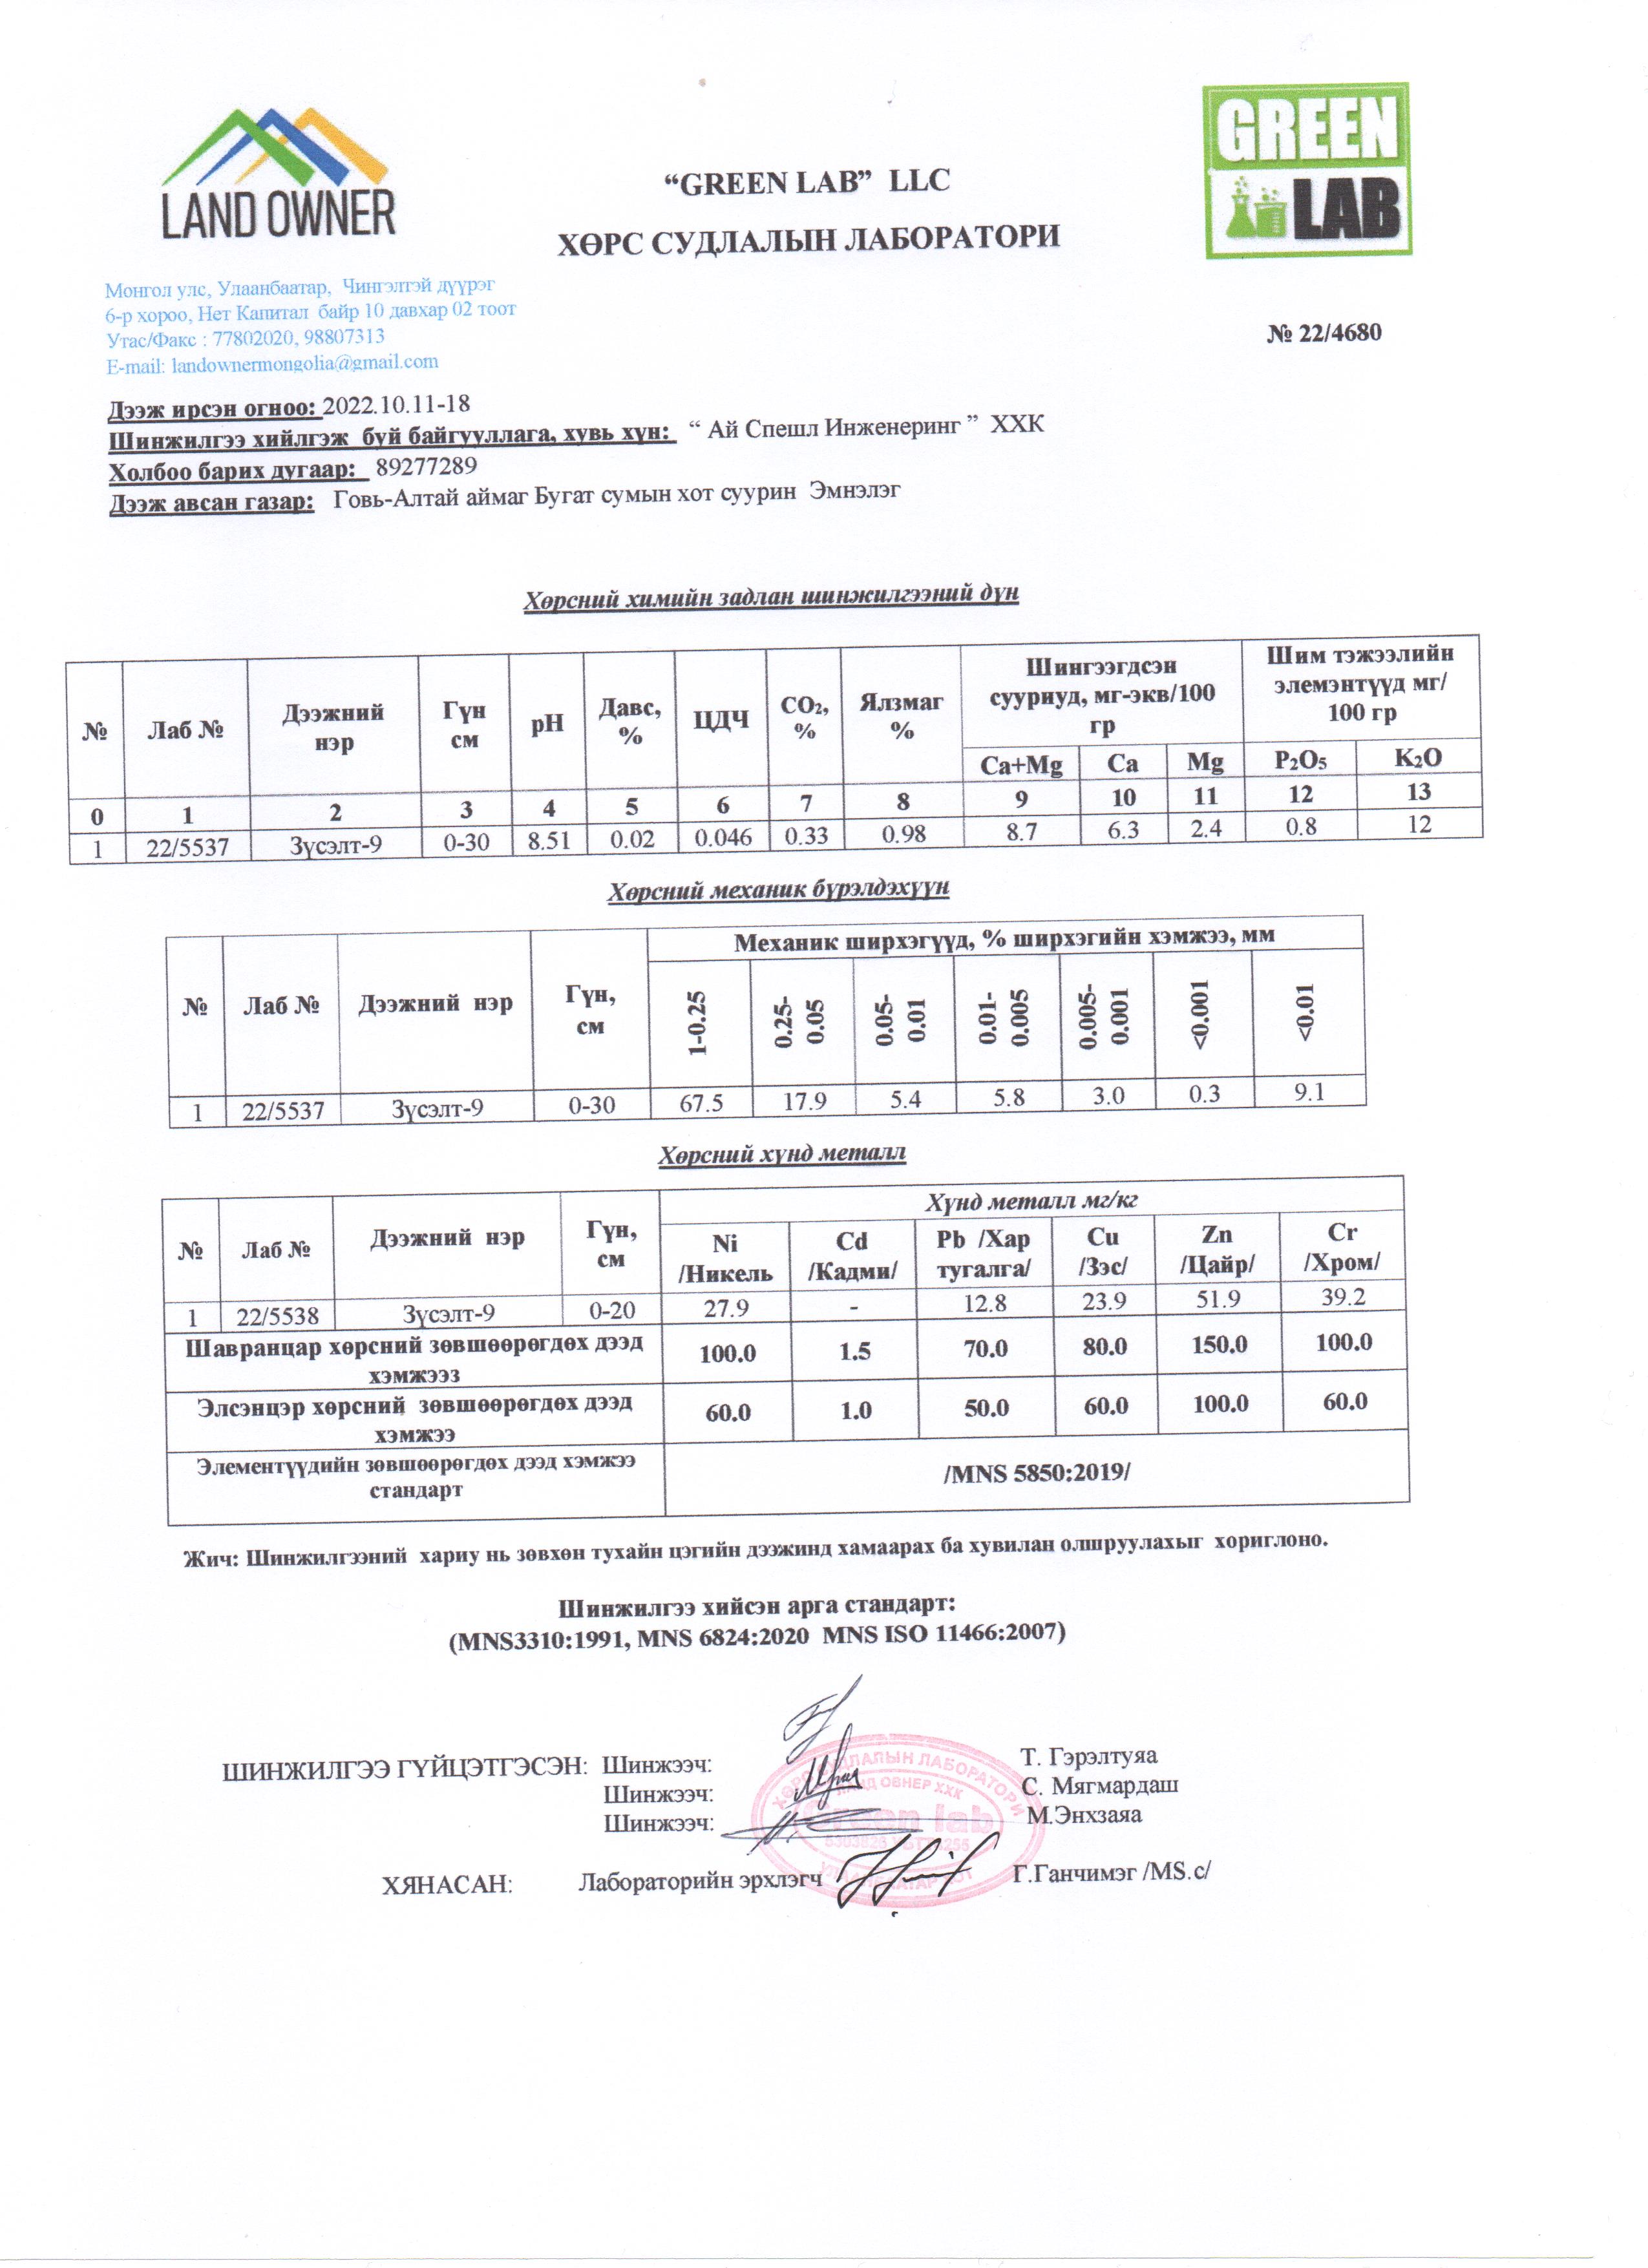 LAND OWNER
GREEN
LAB
“GREEN LAB” LLC
ХӨРС СУДЛАЛЫН ЛАБОРАТОРИ
Монгол улс, Улаанбаатар, Чингэлтэй дүүрэг
6-р хороо, Нет Капитал байр 10 давхар 02 тоот
Утас/Факс : 77802020, 98807313
E-mail: landownermongolia@gmail.com
№ 22/4680
Дээж ирсэн огноо: 2022.10.11-18
Шинжилгээ хийлгэж буй байгууллага, хувь хүн: “ Ай Спешл Инженеринг ” ХХК
Холбоо барих дугаар: 89277289
Дээж авсан газар: Говь-Алтай аймаг Бугат сумын хот суурин Эмнэлэг
Хөрсний химийн задлан шинжилгээний дүн
№ Лаб № Дээжний нэр Гүн см pH Давс, % ЦДЧ CO₂, % Ялзмаг % Шингээгдсэн сууриуд, мг-экв/100 гр Шим тэжээлийн элемэнтүүд мг/ 100 гр
Ca+Mg Ca Mg P₂O₅ K₂O
0 1 2 3 4 5 6 7 8 9 10 11 12 13
1 22/5537 Зүсэлт-9 0-30 8.51 0.02 0.046 0.33 0.98 8.7 6.3 2.4 0.8 12
Хөрсний механик бүрэлдэхүүн
№ Лаб № Дээжний нэр Гүн, см Механик ширхэгүүд, % ширхэгийн хэмжээ, мм
1-0.25 0.25-0.05 0.05-0.01 0.01-0.005 0.005-0.001 <0.001 <0.01
1 22/5537 Зүсэлт-9 0-30 67.5 17.9 5.4 5.8 3.0 0.3 9.1
Хөрсний хүнд металл
№ Лаб № Дээжний нэр Гүн, см Хүнд металл мг/кг
Ni /Никель Cd /Кадми/ Pb /Хар тугалга/ Cu /Зэс/ Zn /Цайр/ Cr /Хром/
1 22/5538 Зүсэлт-9 0-20 27.9 - 12.8 23.9 51.9 39.2
Шавранцар хөрсний зөвшөөрөгдөх дээд хэмжээз 100.0 1.5 70.0 80.0 150.0 100.0
Элсэнцэр хөрсний зөвшөөрөгдөх дээд хэмжээ 60.0 1.0 50.0 60.0 100.0 60.0
Элементүүдийн зөвшөөрөгдөх дээд хэмжээ стандарт /MNS 5850:2019/
Жич: Шинжилгээний хариу нь зөвхөн тухайн цэгийн дээжинд хамаарах ба хувилан олшруулахыг хориглоно.
Шинжилгээ хийсэн арга стандарт:
(MNS3310:1991, MNS 6824:2020 MNS ISO 11466:2007)
ШИНЖИЛГЭЭ ГҮЙЦЭТГЭСЭН: Шинжээч: Т. Гэрэлтуяа
Шинжээч: С. Мягмардаш
Шинжээч: М.Энхзаяа
ХЯНАСАН: Лабораторийн эрхлэгч Г.Ганчимэг /MS.c/
ХӨРС СУДЛАЛЫН ЛАБОРАТОРИ
ЛАНД ОВНЕР ХХК
Green lab